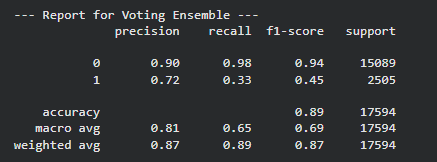 --- Report for Voting Ensemble ---
precision recall f1-score support
0 0.90 0.98 0.94 15089
1 0.72 0.33 0.45 2505
accuracy 0.89 17594
macro avg 0.81 0.65 0.69 17594
weighted avg 0.87 0.89 0.87 17594